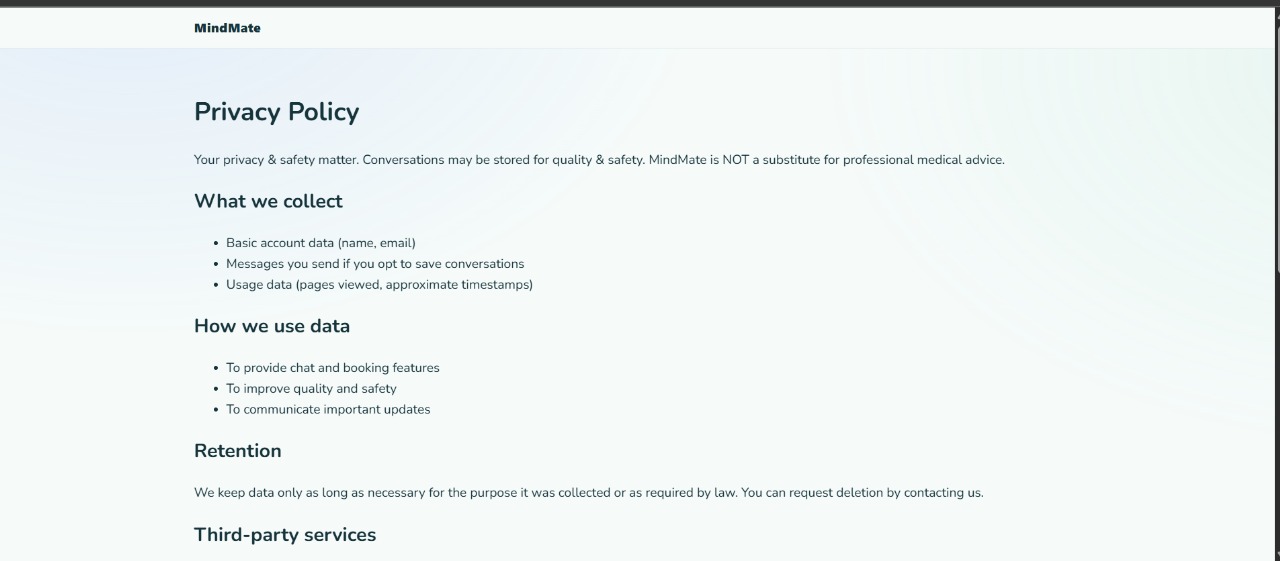 MindMate
Privacy Policy
Your privacy & safety matter. Conversations may be stored for quality & safety. MindMate is NOT a substitute for professional medical advice.
What we collect
• Basic account data (name, email)
• Messages you send if you opt to save conversations
• Usage data (pages viewed, approximate timestamps)
How we use data
• To provide chat and booking features
• To improve quality and safety
• To communicate important updates
Retention
We keep data only as long as necessary for the purpose it was collected or as required by law. You can request deletion by contacting us.
Third-party services